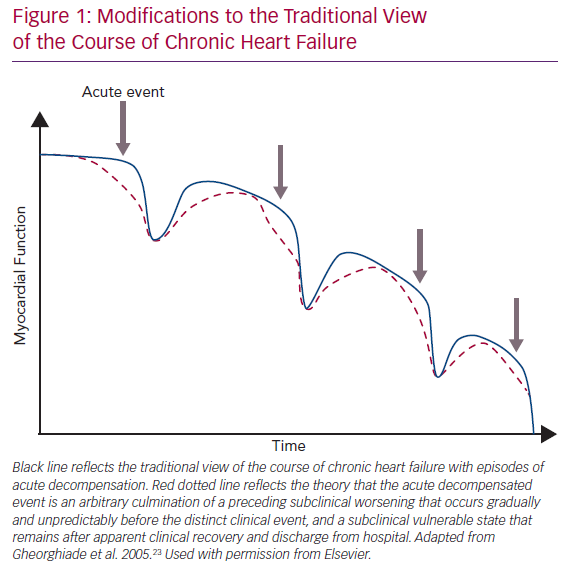 Figure 1: Modifications to the Traditional View
of the Course of Chronic Heart Failure
Acute event
Myocardial Function
Time
Black line reflects the traditional view of the course of chronic heart failure with episodes of
acute decompensation. Red dotted line reflects the theory that the acute decompensated
event is an arbitrary culmination of a preceding subclinical worsening that occurs gradually
and unpredictably before the distinct clinical event, and a subclinical vulnerable state that
remains after apparent clinical recovery and discharge from hospital. Adapted from
Gheorghiade et al. 2005.²³ Used with permission from Elsevier.